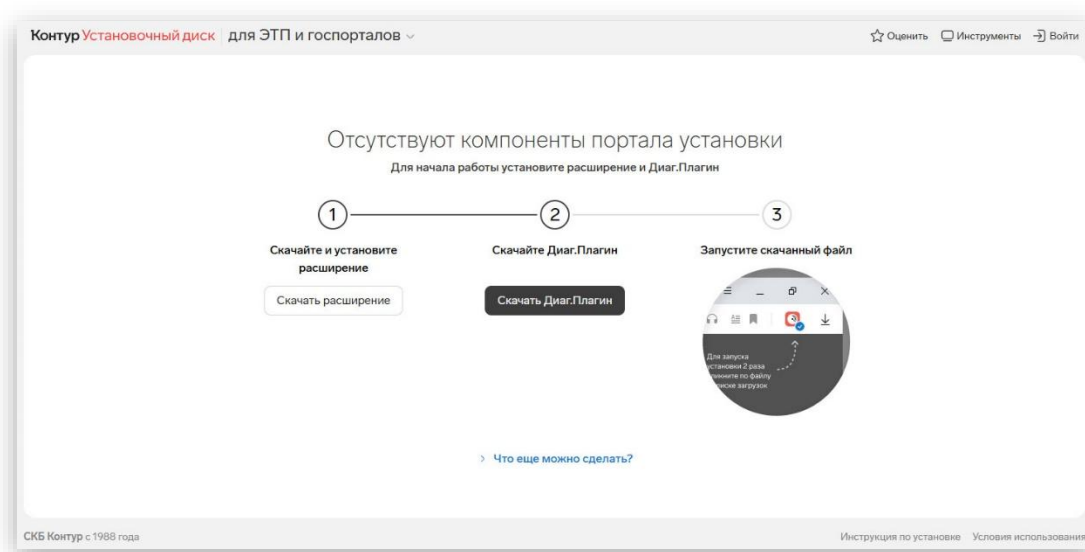 Контур Установочный диск для ЭТП и госпорталов
Оценить Инструменты Войти
Отсутствуют компоненты портала установки
Для начала работы установите расширение и Диаг.Плагин
1 2 3
Скачайте и установите
расширение
Скачать расширение
Скачайте Диаг.Плагин
Скачать Диаг.Плагин
Запустите скачанный файл
Для запуска
установки 2 раза
кликните по файлу
списке загрузок
Что еще можно сделать?
СКБ Контур с 1988 года
Инструкция по установке Условия использования